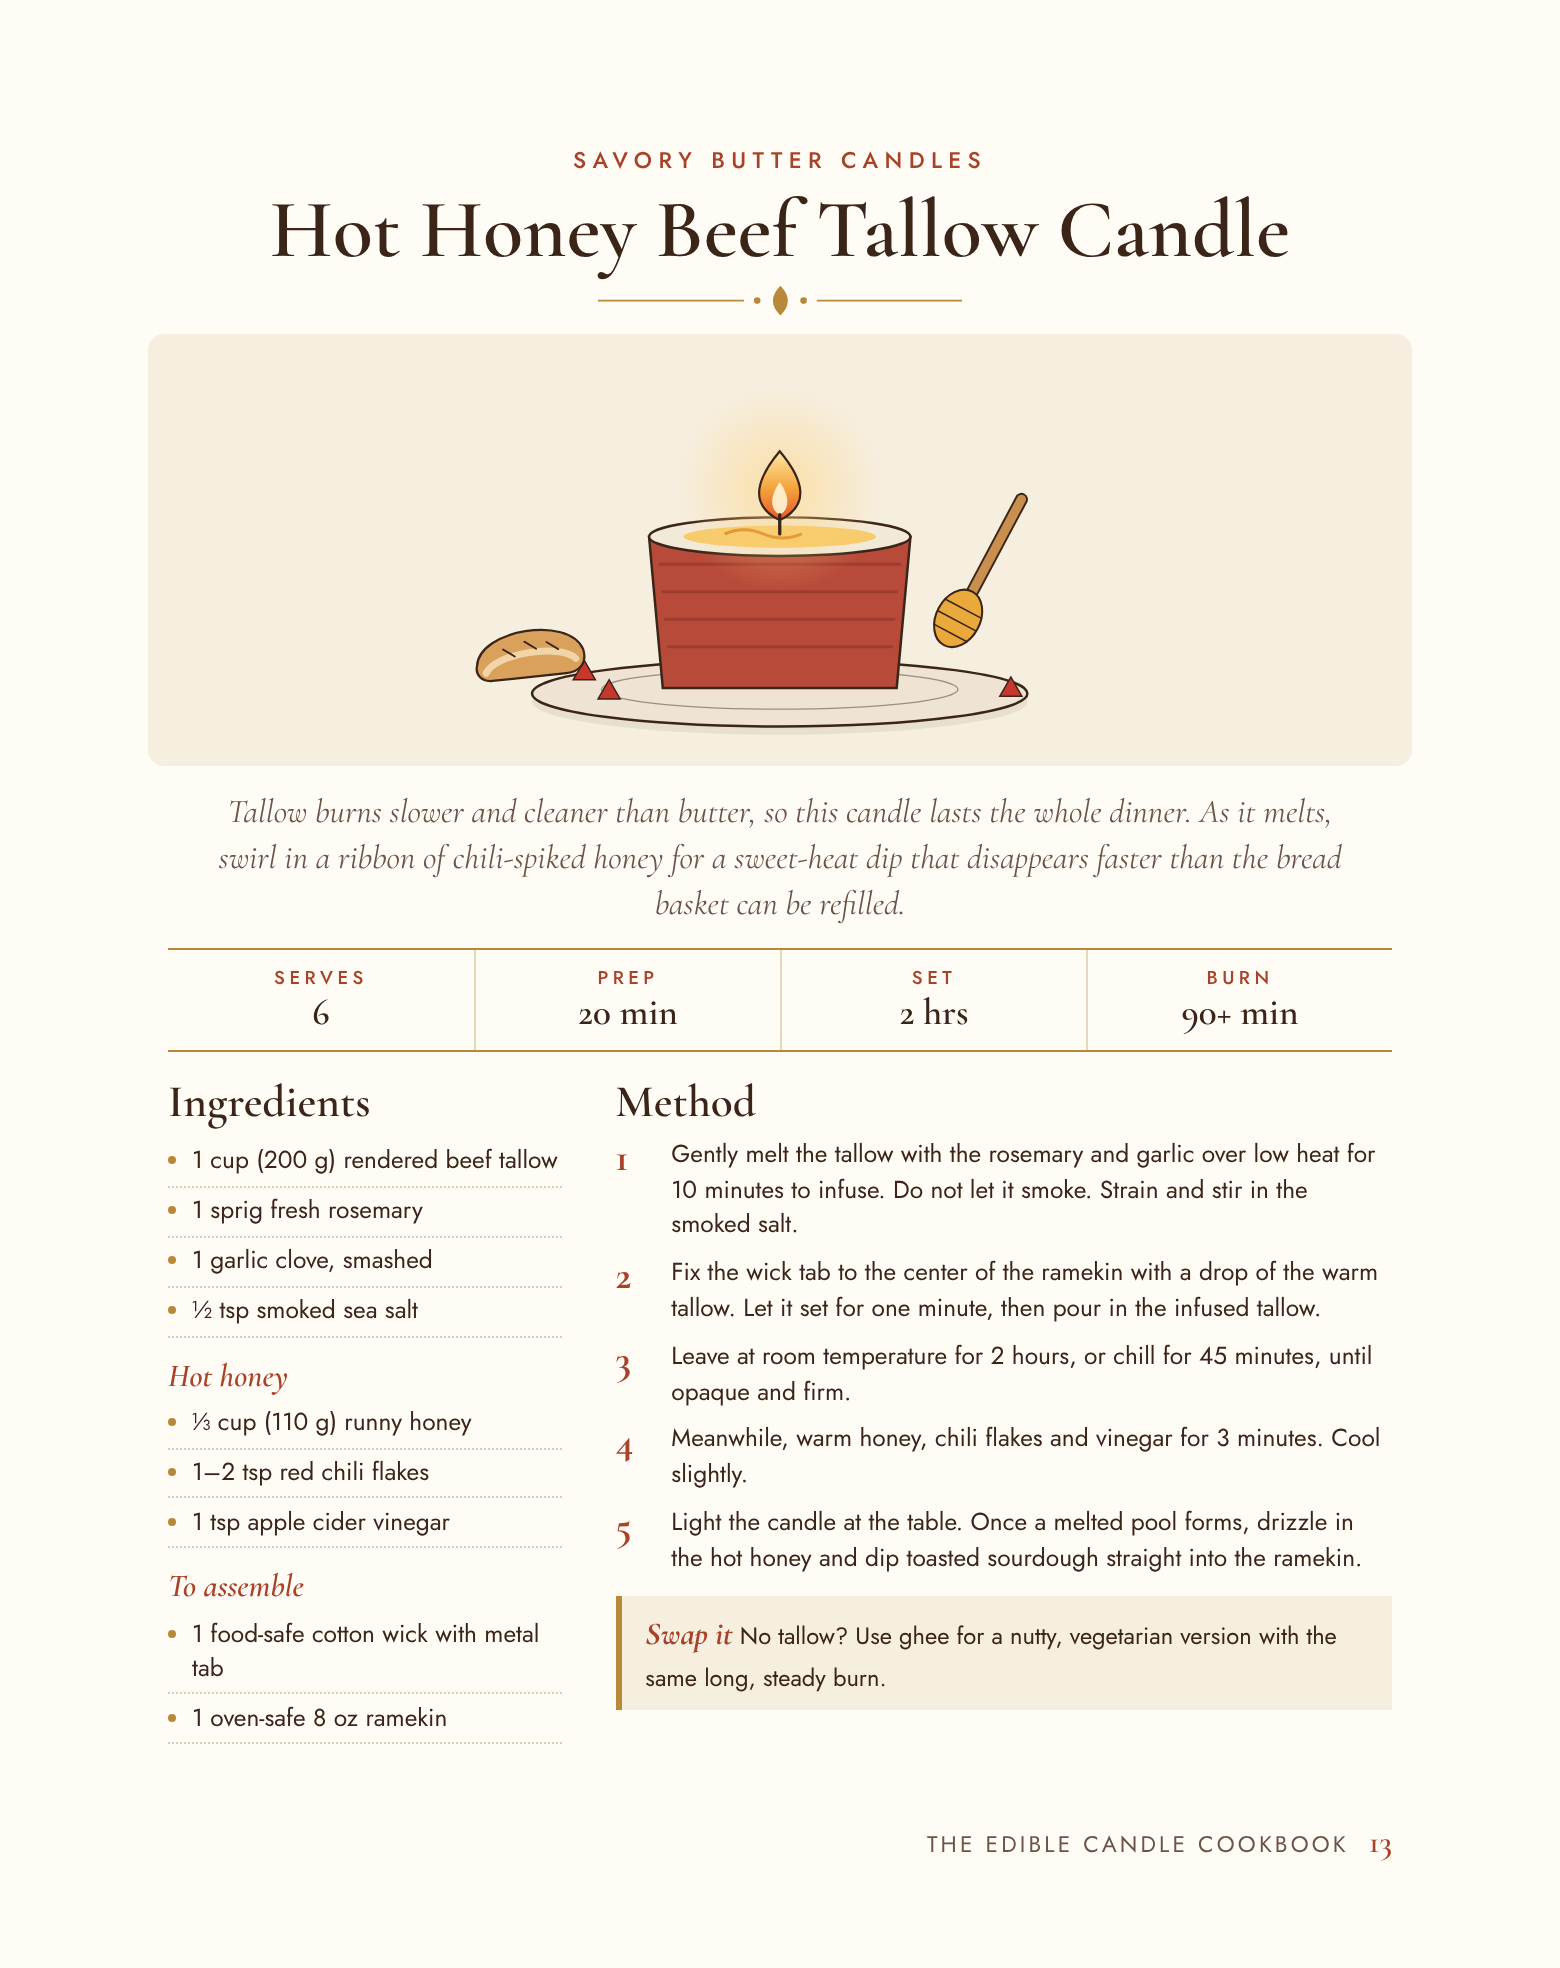 SAVORY BUTTER CANDLES
Hot Honey Beef Tallow Candle
Tallow burns slower and cleaner than butter, so this candle lasts the whole dinner. As it melts,
swirl in a ribbon of chili-spiked honey for a sweet-heat dip that disappears faster than the bread
basket can be refilled.
SERVES
6
PREP
20 min
SET
2 hrs
BURN
90+ min
Ingredients
1 cup (200 g) rendered beef tallow
1 sprig fresh rosemary
1 garlic clove, smashed
½ tsp smoked sea salt
Hot honey
⅓ cup (110 g) runny honey
1–2 tsp red chili flakes
1 tsp apple cider vinegar
To assemble
1 food-safe cotton wick with metal
tab
1 oven-safe 8 oz ramekin
Method
1 Gently melt the tallow with the rosemary and garlic over low heat for
10 minutes to infuse. Do not let it smoke. Strain and stir in the
smoked salt.
2 Fix the wick tab to the center of the ramekin with a drop of the warm
tallow. Let it set for one minute, then pour in the infused tallow.
3 Leave at room temperature for 2 hours, or chill for 45 minutes, until
opaque and firm.
4 Meanwhile, warm honey, chili flakes and vinegar for 3 minutes. Cool
slightly.
5 Light the candle at the table. Once a melted pool forms, drizzle in
the hot honey and dip toasted sourdough straight into the ramekin.
Swap it No tallow? Use ghee for a nutty, vegetarian version with the
same long, steady burn.
THE EDIBLE CANDLE COOKBOOK 13